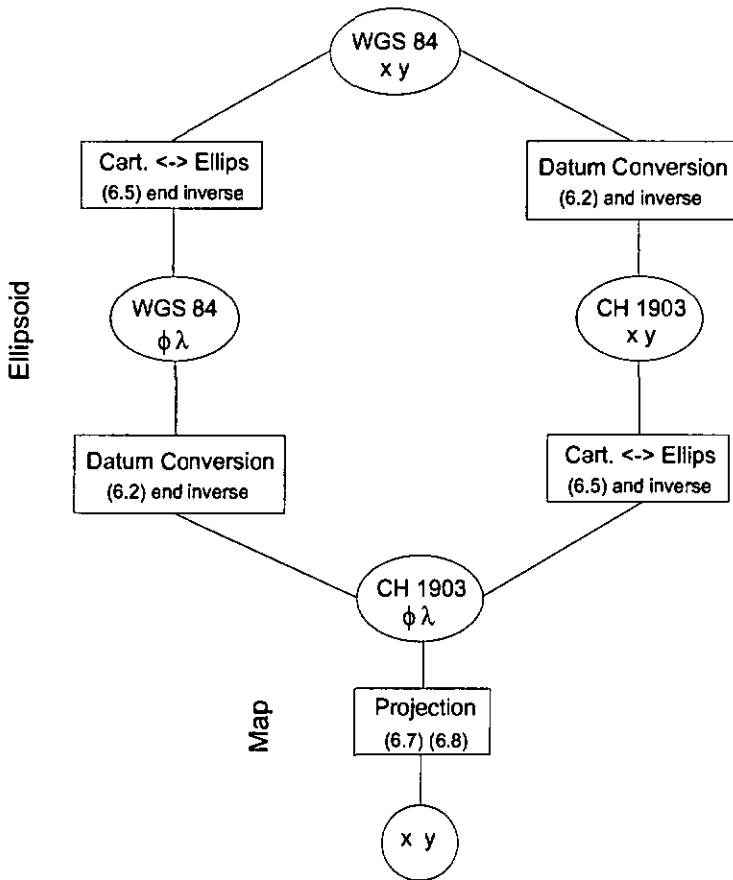 WGS 84
x y
Cart. <-> Ellips
(6.5) end inverse
Datum Conversion
(6.2) and inverse
Ellipsoid
WGS 84
ϕ λ
CH 1903
x y
Datum Conversion
(6.2) end inverse
Cart. <-> Ellips
(6.5) and inverse
CH 1903
ϕ λ
Map
Projection
(6.7) (6.8)
x y